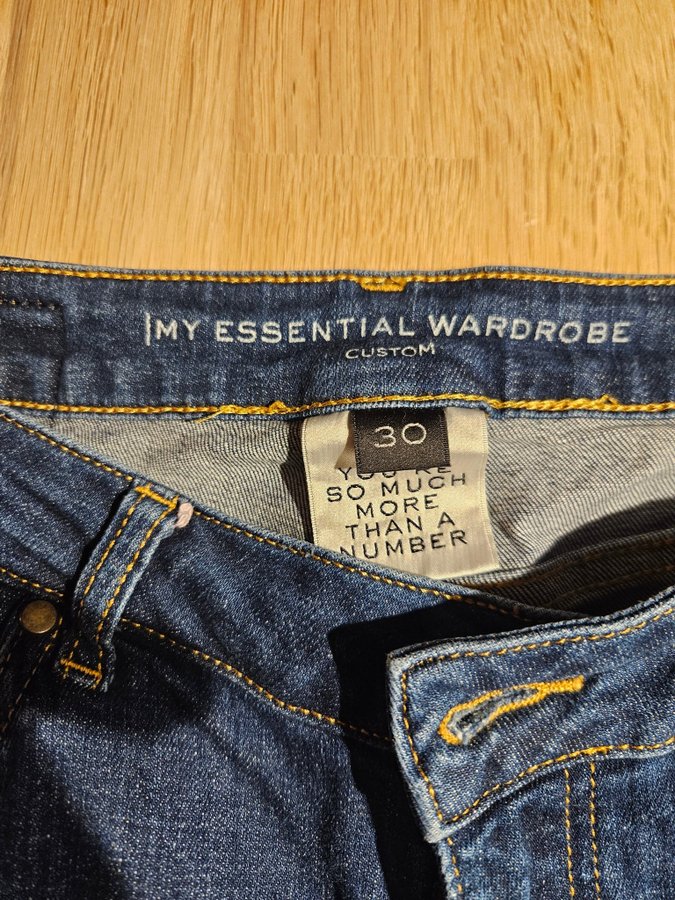 MY ESSENTIAL WARDROBE
CUSTOM
30
YOU'RE
SO MUCH
MORE
THAN A
NUMBER